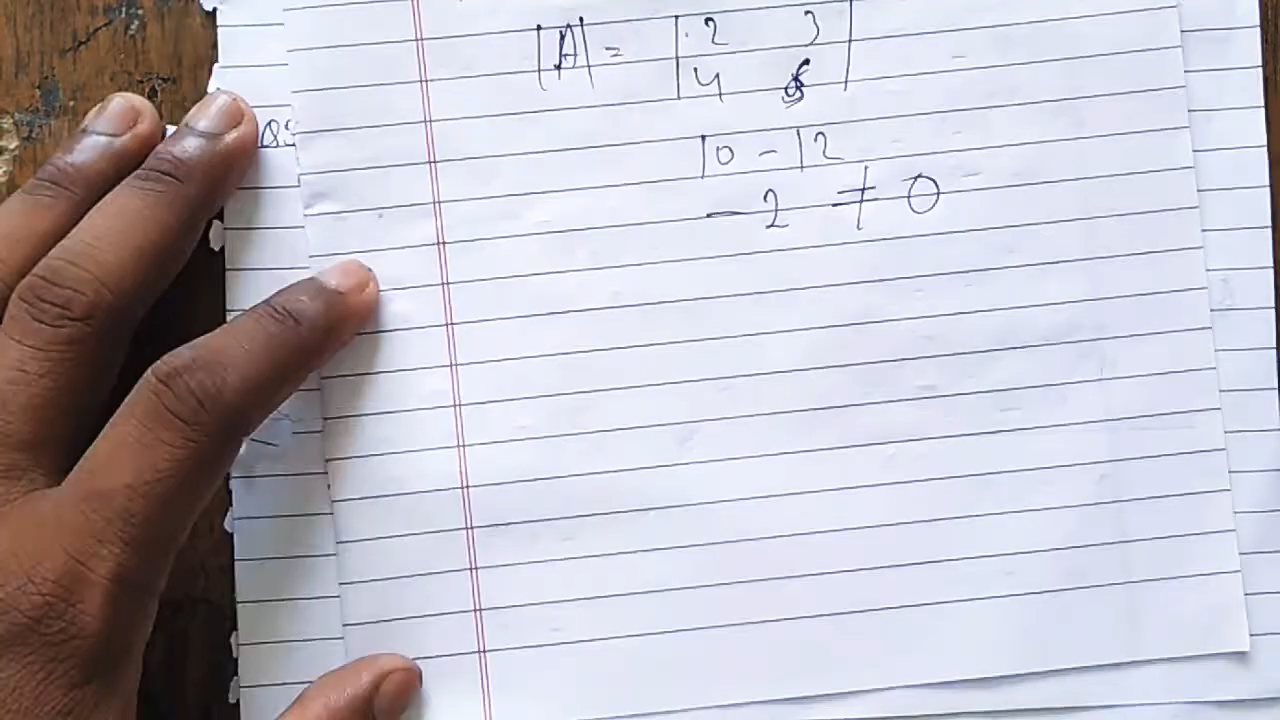 |A| = | 2 3 |
| 4 5 |
10 - 12
-2 ≠ 0